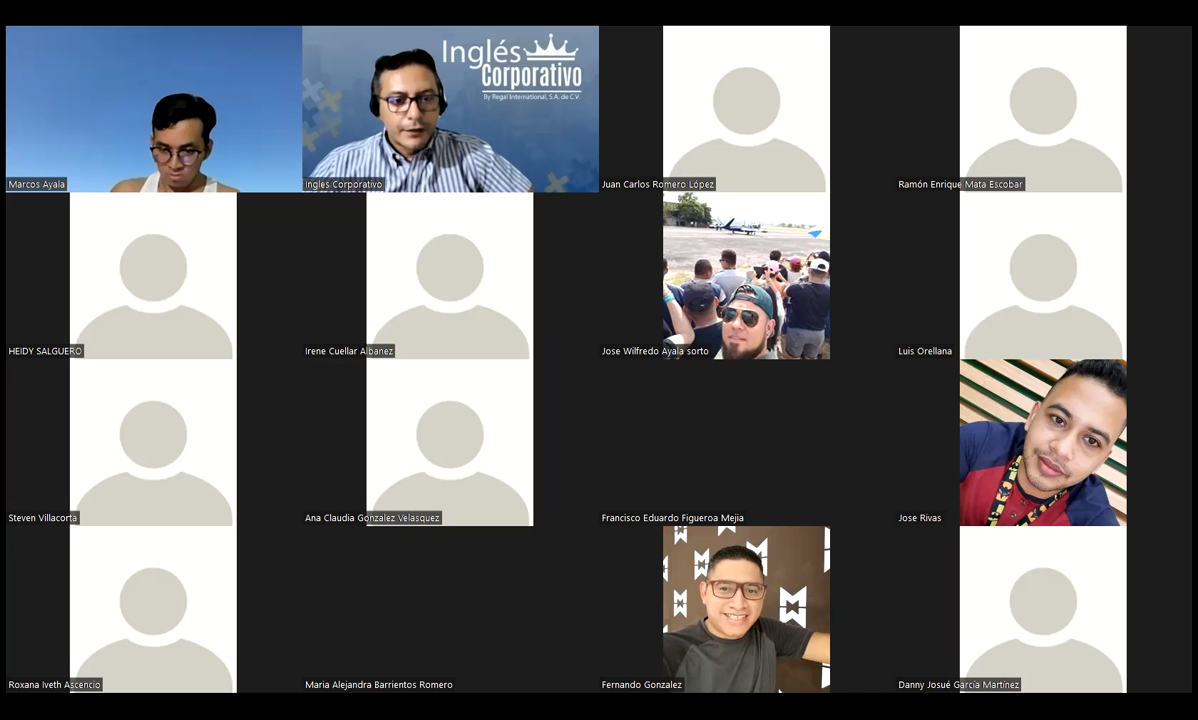 Inglés
Corporativo
By Regal International, S.A. de C.V.
Marcos Ayala
Ingles Corporativo
Juan Carlos Romero López
Ramón Enrique Mata Escobar
HEIDY SALGUERO
Irene Cuellar Albanez
Jose Wilfredo Ayala sorto
Luis Orellana
Steven Villacorta
Ana Claudia Gonzalez Velasquez
Francisco Eduardo Figueroa Mejia
Jose Rivas
Roxana Iveth Ascencio
Maria Alejandra Barrientos Romero
Fernando Gonzalez
Danny Josué García Martínez